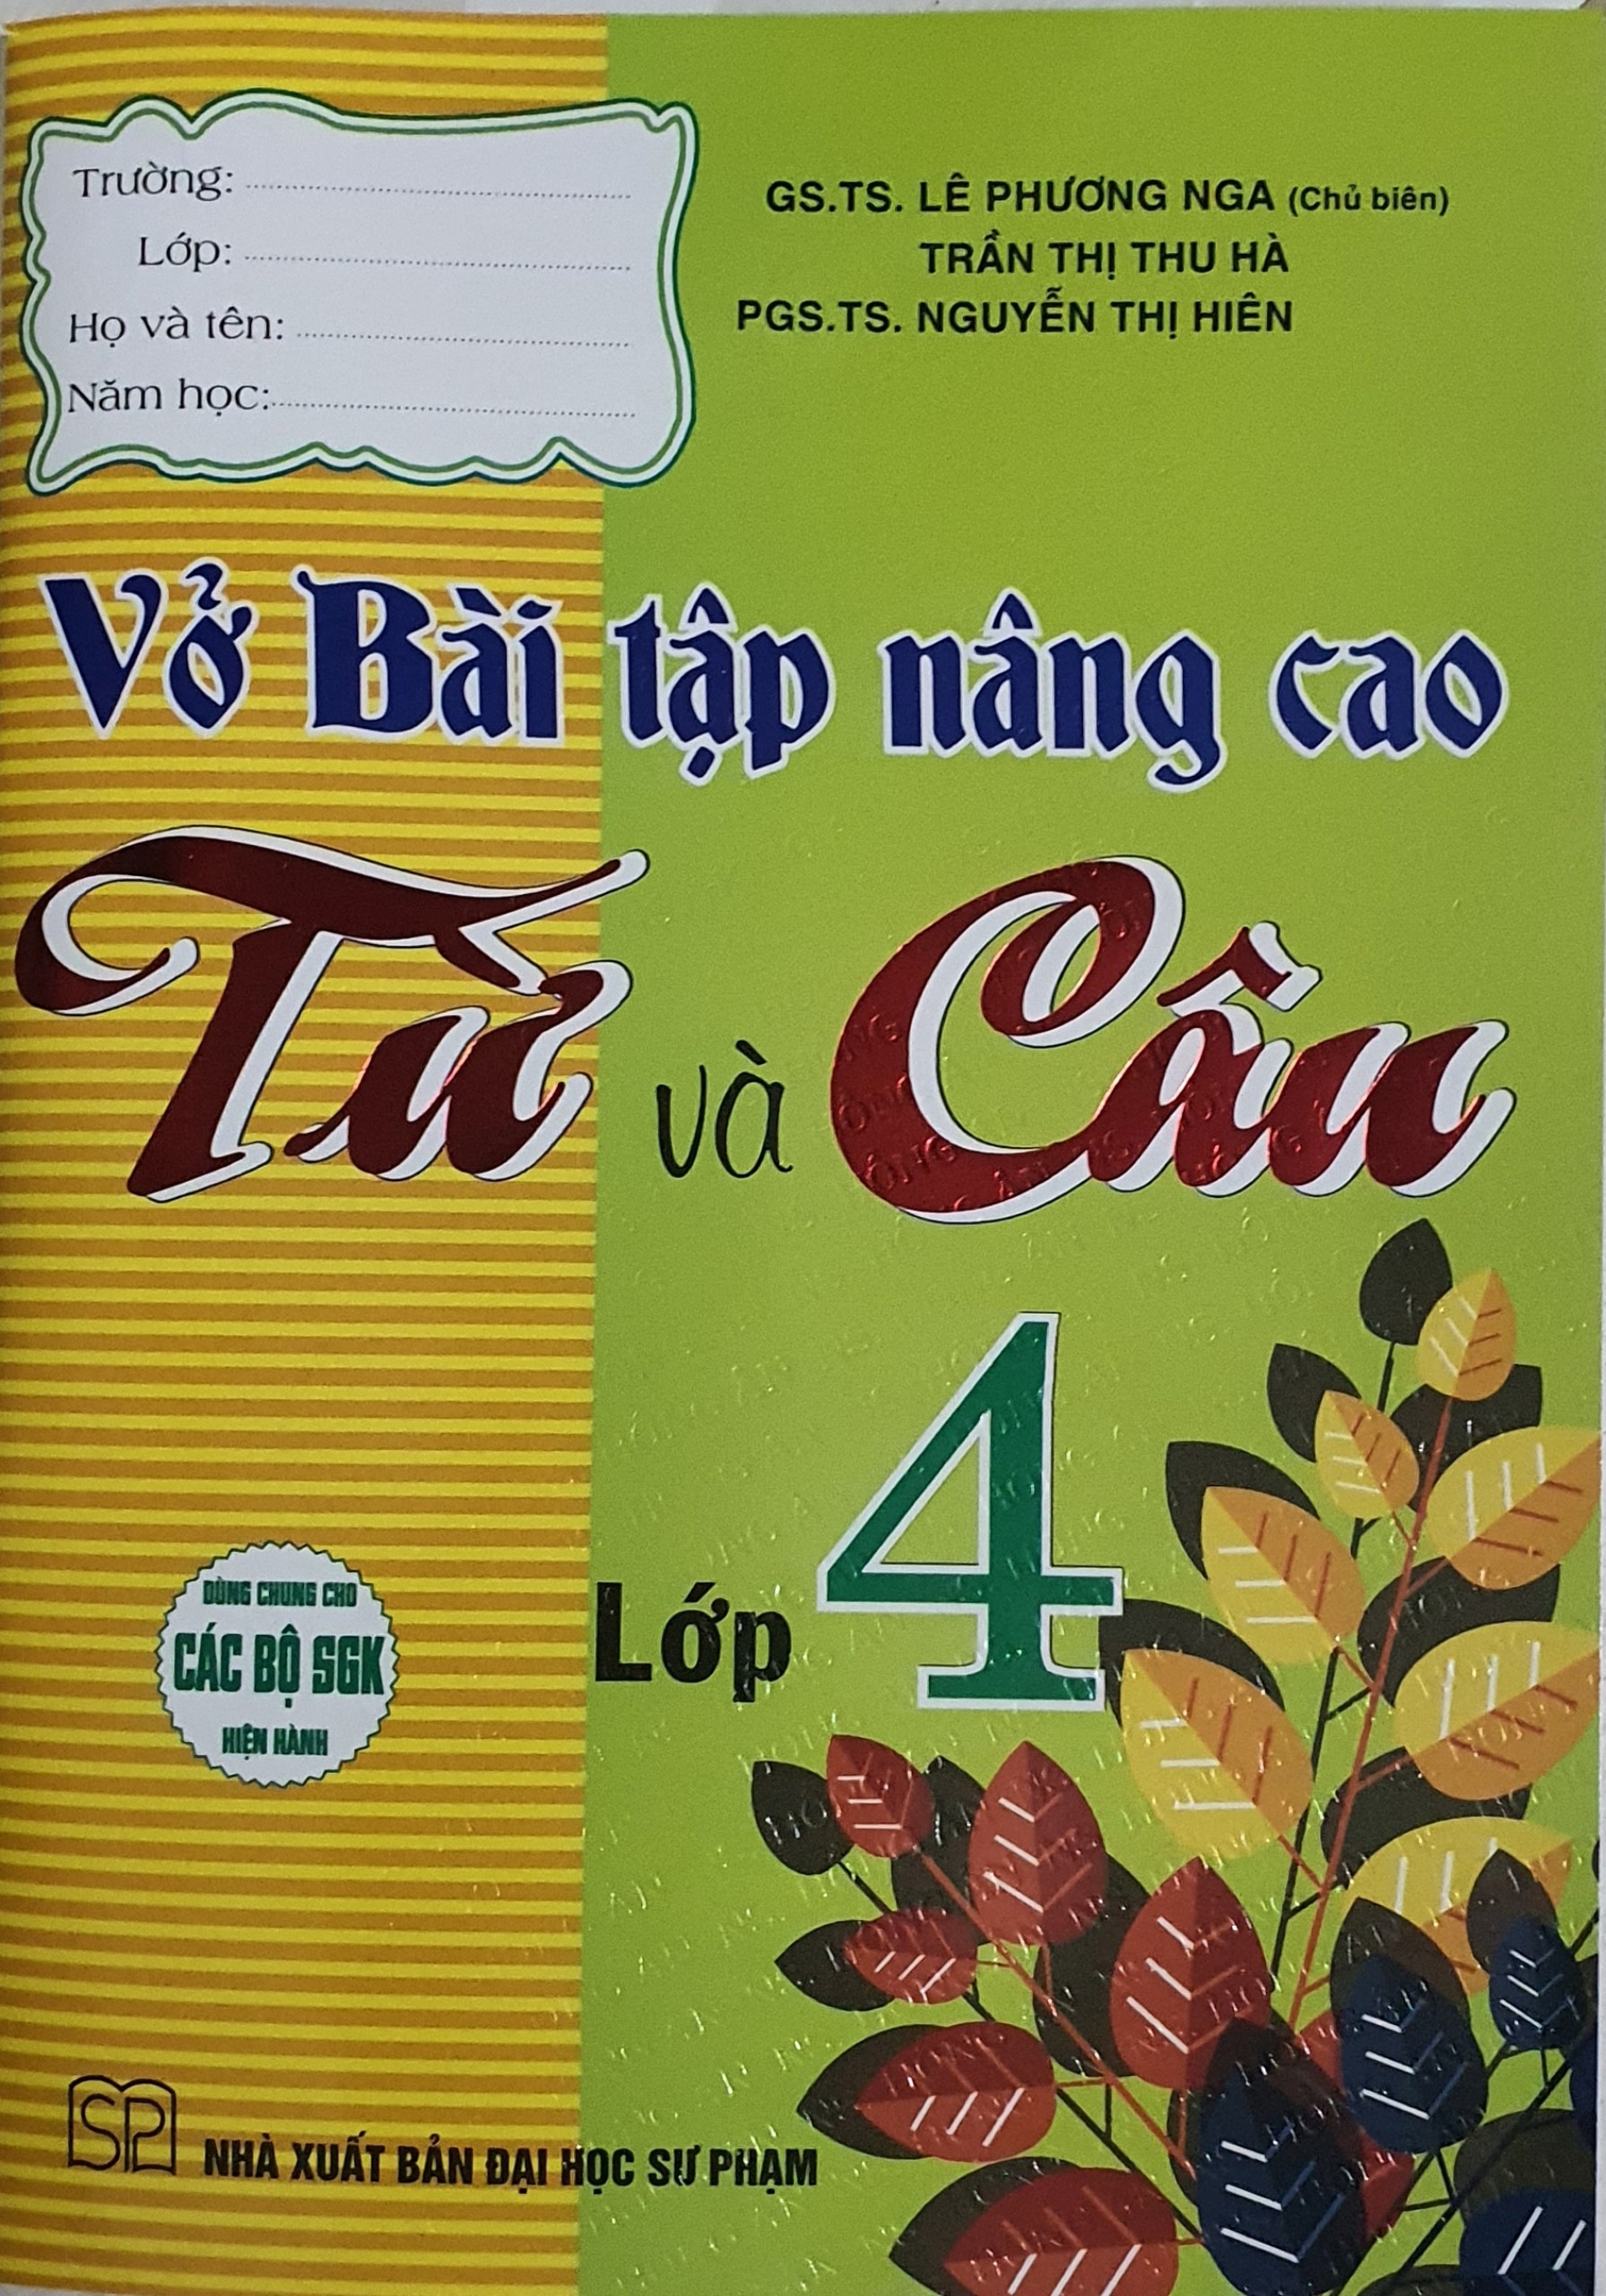 Trường:
Lớp:
Họ và tên:
Năm học:
GS.TS. LÊ PHƯƠNG NGA (Chủ biên)
TRẦN THỊ THU HÀ
PGS.TS. NGUYỄN THỊ HIÊN
Vở Bài tập nâng cao
Từ và Câu
Lớp 4
DÙNG CHUNG CHO
CÁC BỘ SGK
HIỆN HÀNH
SP
NHÀ XUẤT BẢN ĐẠI HỌC SƯ PHẠM